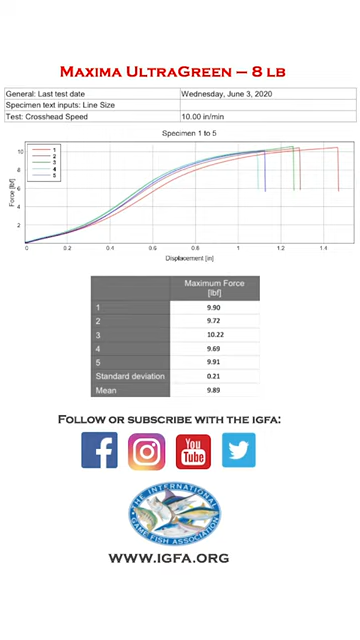 MAXIMA ULTRAGREEN – 8 LB
General: Last test date Wednesday, June 3, 2020
Specimen text inputs: Line Size
Test: Crosshead Speed 10.00 in/min
Specimen 1 to 5
Force [lbf]
10
8
6
4
2
1
2
3
4
5
0 0.2 0.4 0.6 0.8 1 1.2 1.4
Displacement [in]
Maximum Force
[lbf]
1 9.90
2 9.72
3 10.22
4 9.69
5 9.91
Standard deviation 0.21
Mean 9.89
FOLLOW OR SUBSCRIBE WITH THE IGFA:
f
You
Tube
THE INTERNATIONAL
GAME FISH ASSOCIATION
WWW.IGFA.ORG